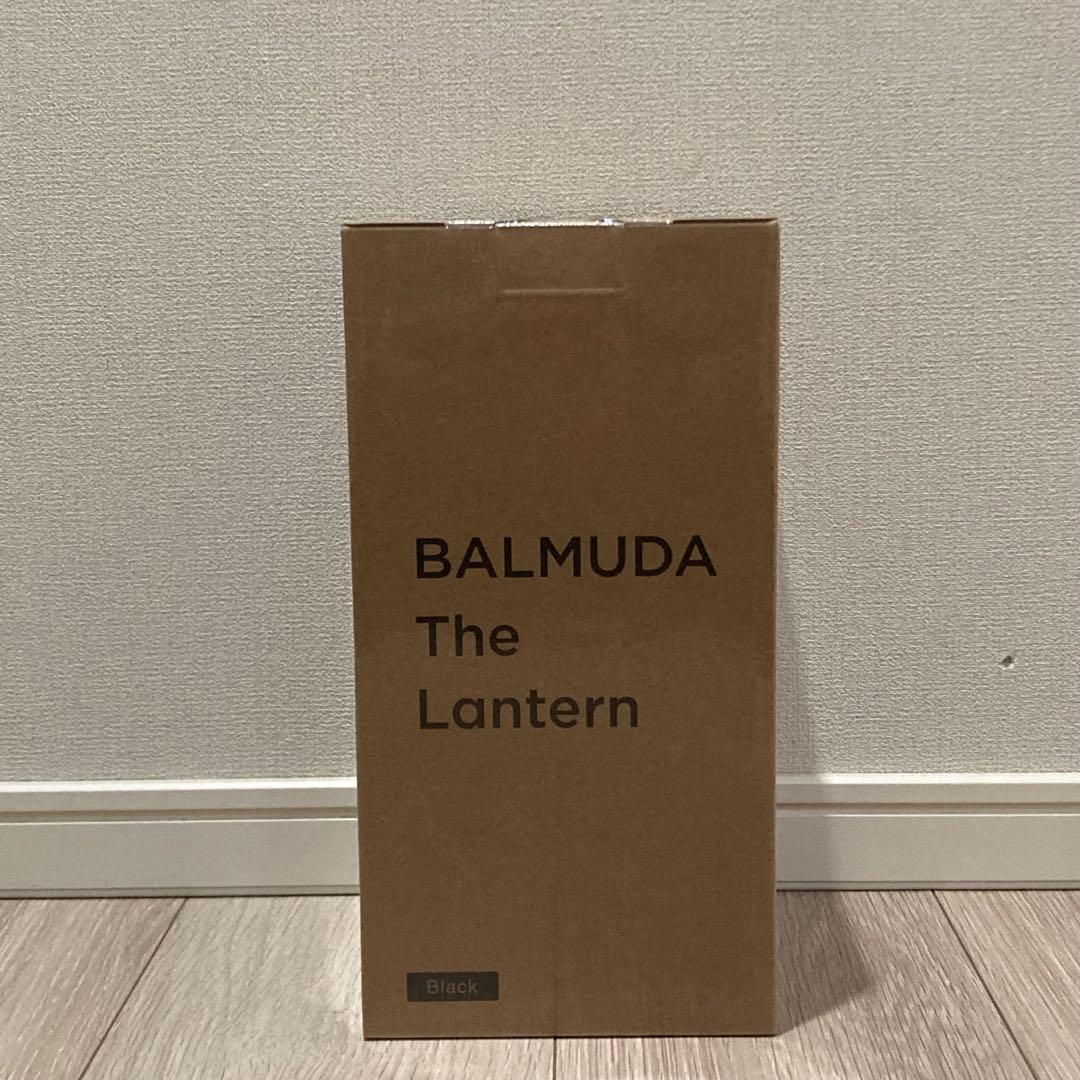 BALMUDA
The
Lantern
Black